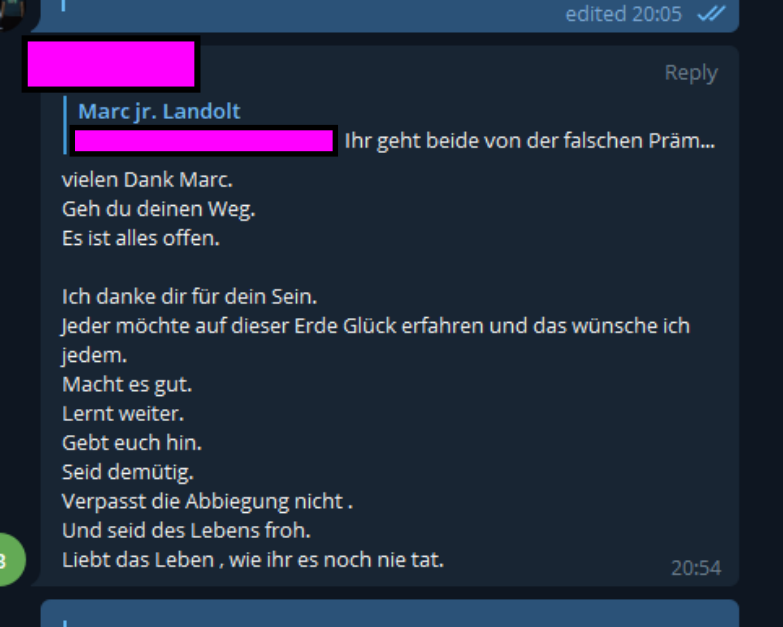 edited 20:05
Reply
Marc jr. Landolt
Ihr geht beide von der falschen Präm...
vielen Dank Marc.
Geh du deinen Weg.
Es ist alles offen.
Ich danke dir für dein Sein.
Jeder möchte auf dieser Erde Glück erfahren und das wünsche ich
jedem.
Macht es gut.
Lernt weiter.
Gebt euch hin.
Seid demütig.
Verpasst die Abbiegung nicht .
Und seid des Lebens froh.
Liebt das Leben , wie ihr es noch nie tat.
20:54